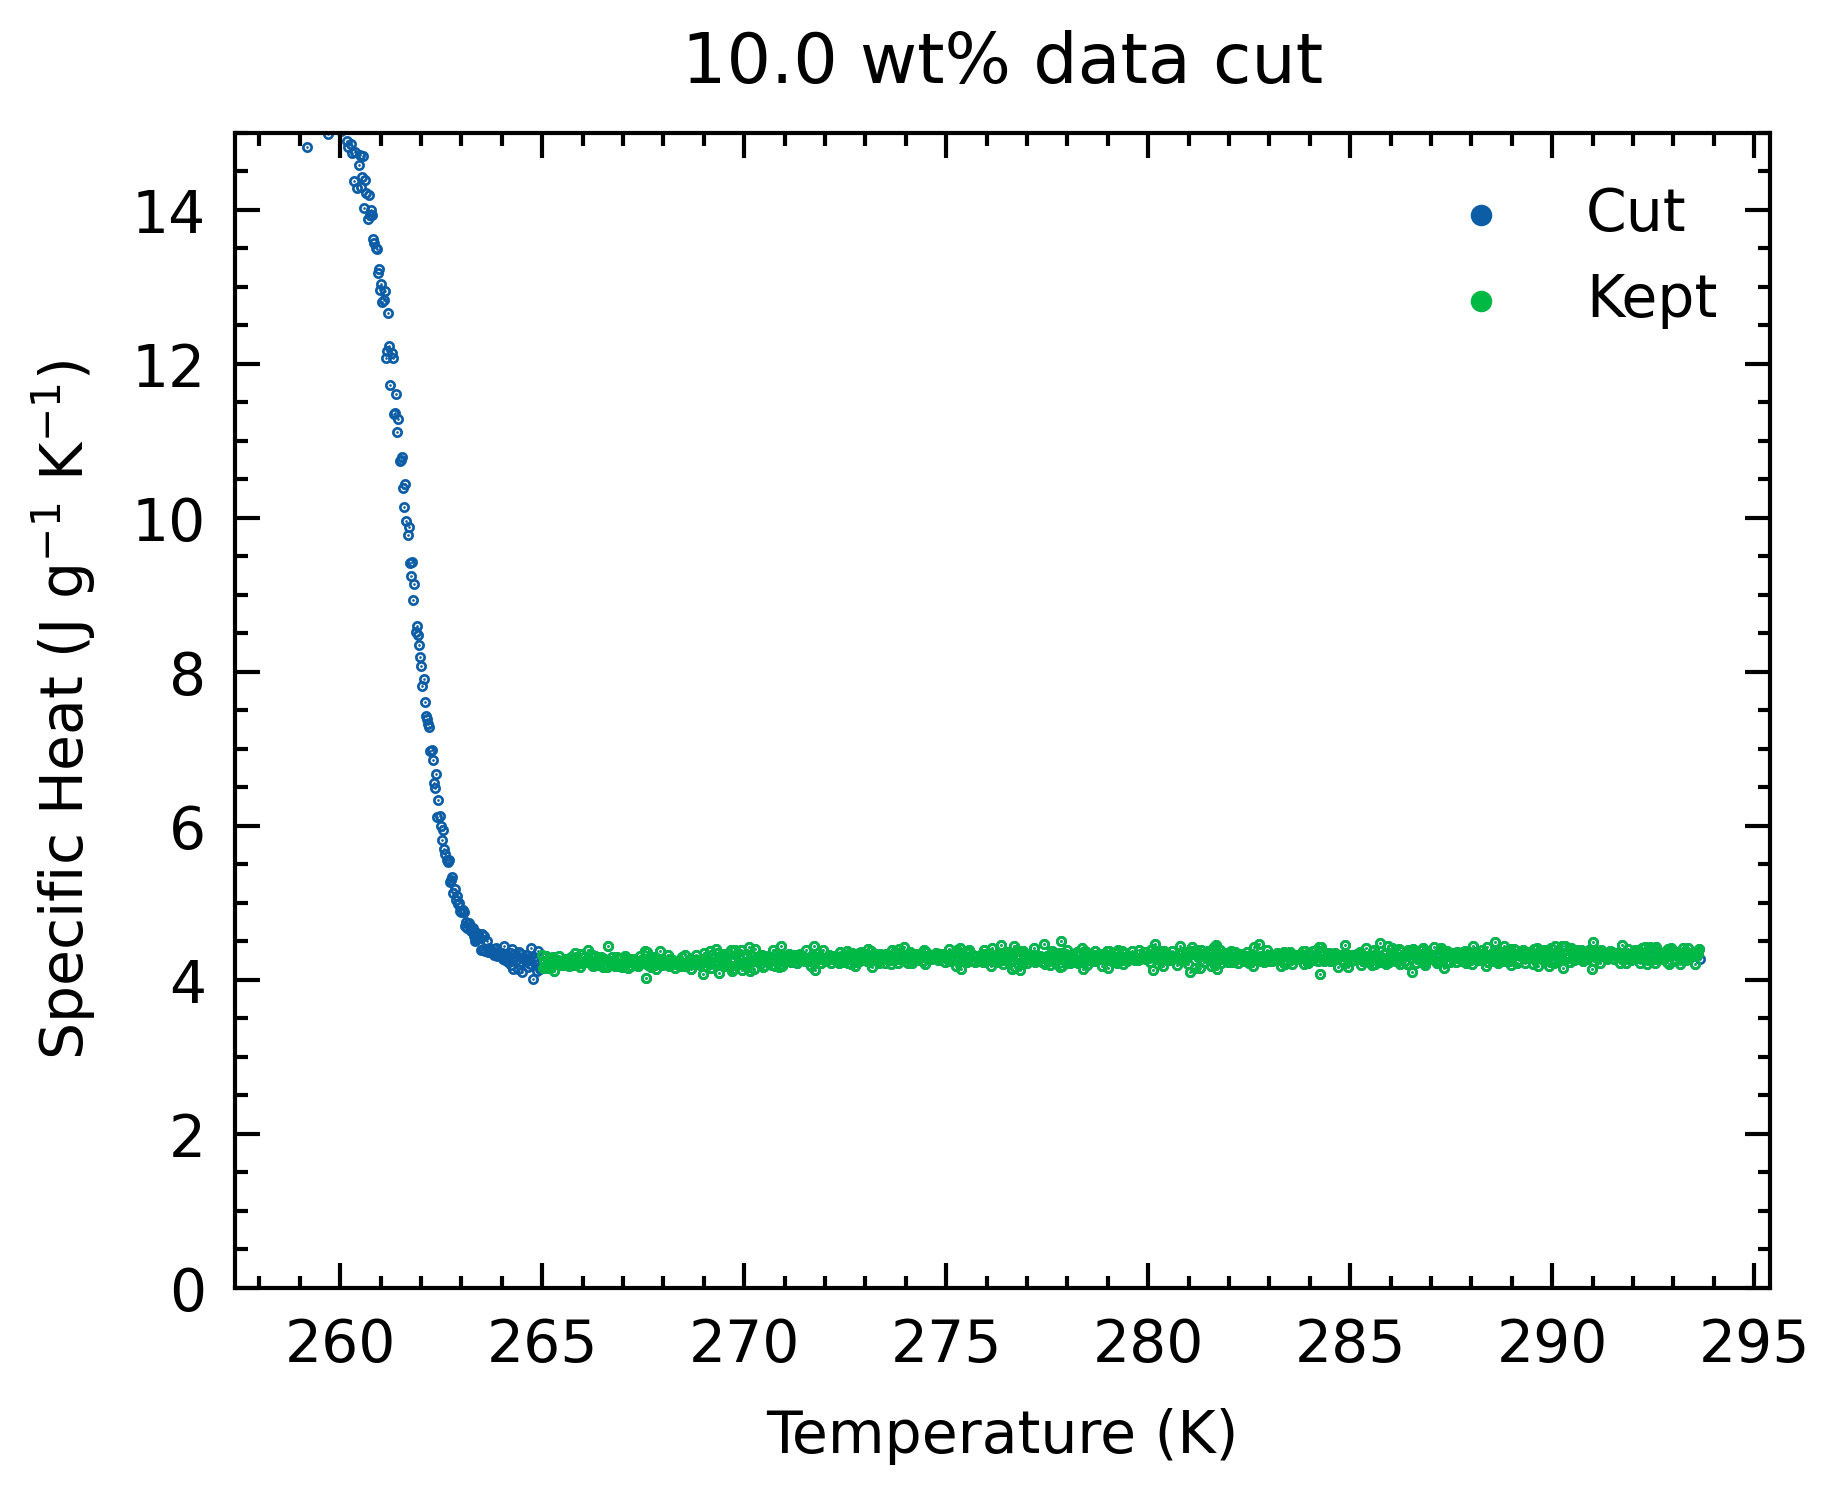 10.0 wt% data cut
Cut
Kept
14
12
10
8
6
4
2
0
Specific Heat (J g⁻¹ K⁻¹)
260 265 270 275 280 285 290 295
Temperature (K)